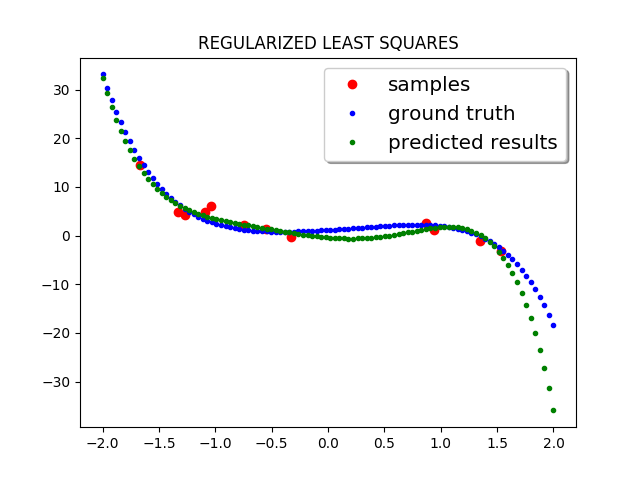 REGULARIZED LEAST SQUARES
samples
ground truth
predicted results
30
20
10
0
−10
−20
−30
−2.0 −1.5 −1.0 −0.5 0.0 0.5 1.0 1.5 2.0